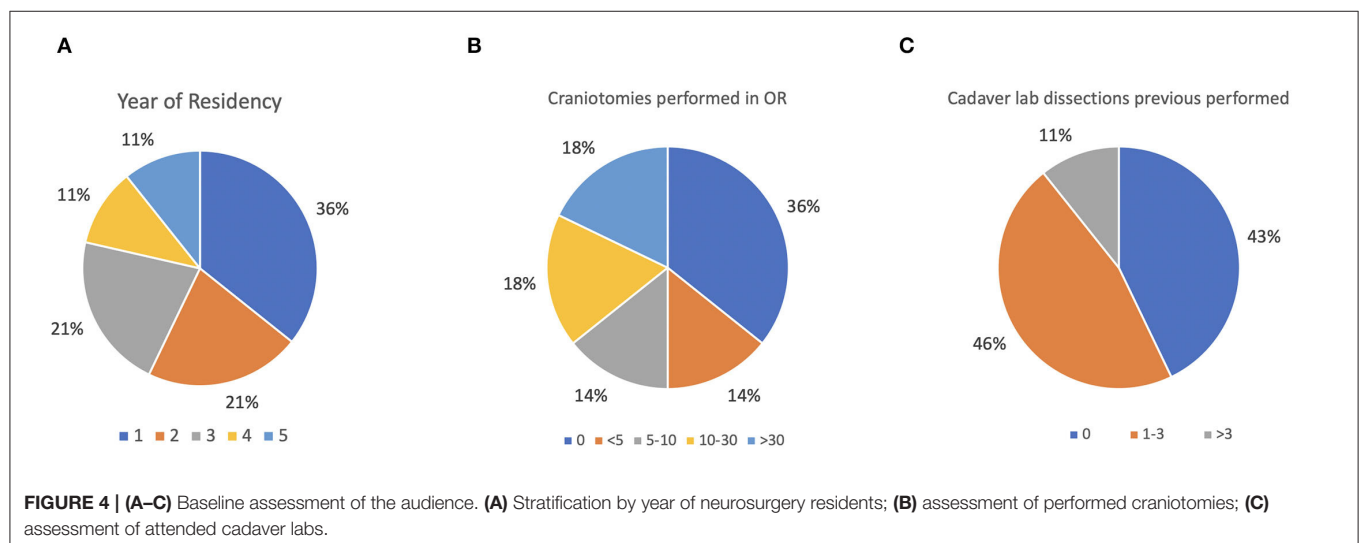 A
B
C
Year of Residency
Craniotomies performed in OR
Cadaver lab dissections previous performed
11%
11%
36%
21%
21%
1 2 3 4 5
18%
36%
18%
14%
14%
0 <5 5-10 10-30 >30
11%
43%
46%
0 1-3 >3
FIGURE 4 | (A–C) Baseline assessment of the audience. (A) Stratification by year of neurosurgery residents; (B) assessment of performed craniotomies; (C)
assessment of attended cadaver labs.